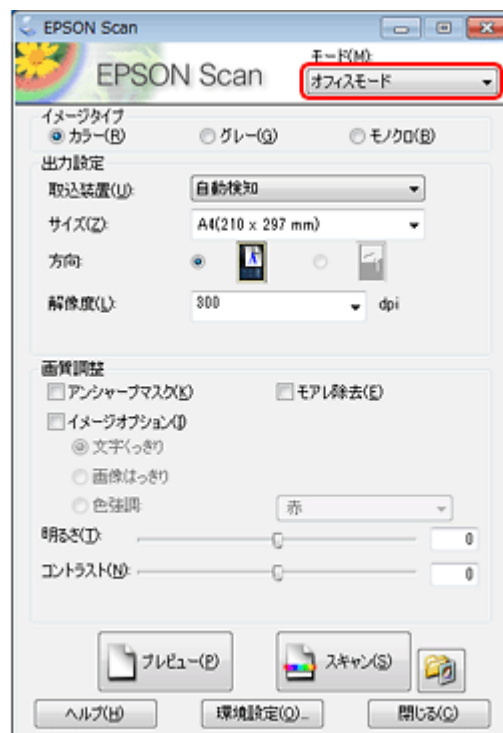 EPSON Scan
EPSON Scan
モード(M):
オフィスモード
イメージタイプ
カラー(R) グレー(G) モノクロ(B)
出力設定
取込装置(U): 自動検知
サイズ(Z): A4(210 x 297 mm)
方向:
解像度(L): 300 dpi
画質調整
アンシャープマスク(K) モアレ除去(E)
イメージオプション(I)
文字くっきり
画像はっきり
色強調: 赤
明るさ(T): 0
コントラスト(N): 0
プレビュー(P) スキャン(S)
ヘルプ(H) 環境設定(O)... 閉じる(C)